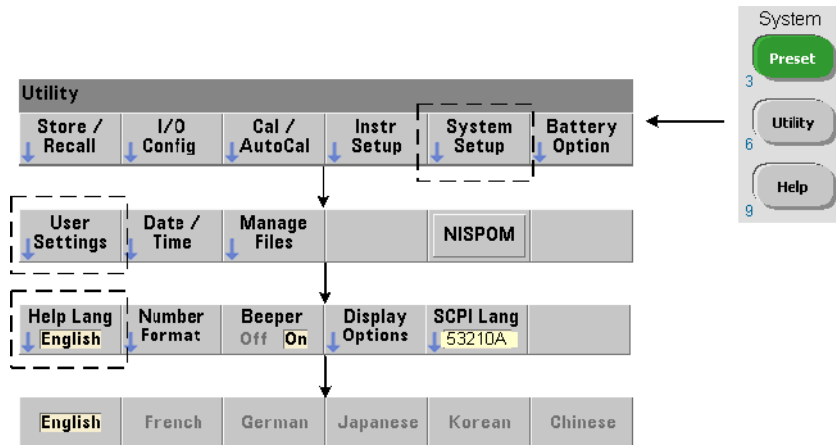 System
Preset
3
Utility
6
Help
9
Utility
Store / Recall
I/O Config
Cal / AutoCal
Instr Setup
System Setup
Battery Option
User Settings
Date / Time
Manage Files
NISPOM
Help Lang English
Number Format
Beeper Off On
Display Options
SCPI Lang 53210A
English
French
German
Japanese
Korean
Chinese